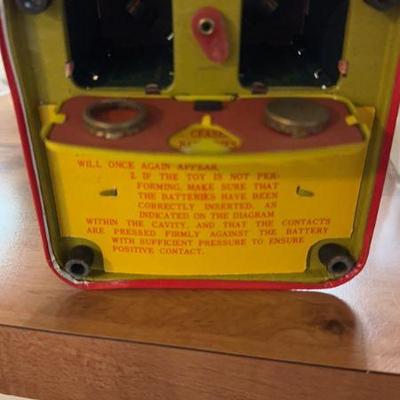 WILL ONCE AGAIN APPEAR.
2. IF THE TOY IS NOT PER-
FORMING, MAKE SURE THAT
THE BATTERIES HAVE BEEN
CORRECTLY INSERTED, AS
INDICATED ON THE DIAGRAM
WITHIN THE CAVITY, AND THAT THE CONTACTS
ARE PRESSED FIRMLY AGAINST THE BATTERY
WITH SUFFICIENT PRESSURE TO ENSURE
POSITIVE CONTACT.